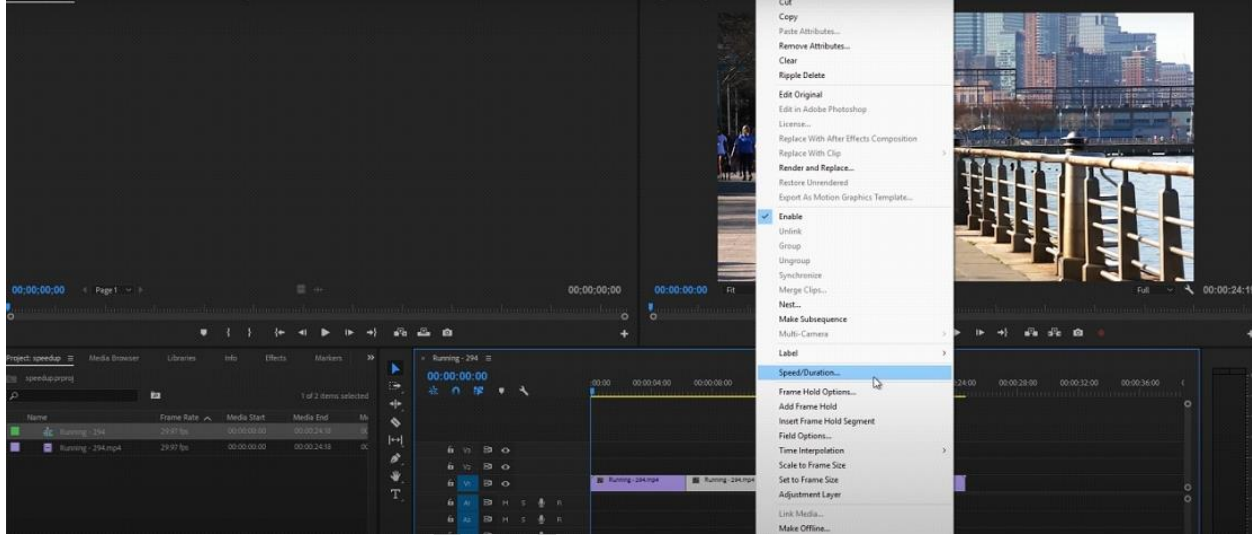 Cut
Copy
Paste Attributes...
Remove Attributes...
Clear
Ripple Delete
Edit Original
Edit in Adobe Photoshop
License...
Replace With After Effects Composition
Replace With Clip
Render and Replace...
Restore Unrendered
Export As Motion Graphics Template...
Enable
Unlink
Group
Ungroup
Synchronize
Merge Clips...
Nest...
Make Subsequence
Multi-Camera
Label
Speed/Duration...
Frame Hold Options...
Add Frame Hold
Insert Frame Hold Segment
Field Options...
Time Interpolation
Scale to Frame Size
Set to Frame Size
Adjustment Layer
Link Media...
Make Offline...
00;00;00;00 Page 1 00;00;00;00
00:00:00:00 Fit Full 00:00:24:1
Project: speedup Media Browser Libraries Info Effects Markers
speedup.prproj
1 of 2 items selected
Name Frame Rate Media Start Media End
Running - 294 29.97 fps 00:00:00:00 00:00:24:18
Running - 294.mp4 29.97 fps 00:00:00:00 00:00:24:18
Running - 294
00:00:00:00
:00:00 00:00:04:00 00:00:08:00 24:00 00:00:28:00 00:00:32:00 00:00:36:00
V3
V2
V1 Running - 294.mp4 Running - 294.mp4
A1 M S R
A2 M S R
T